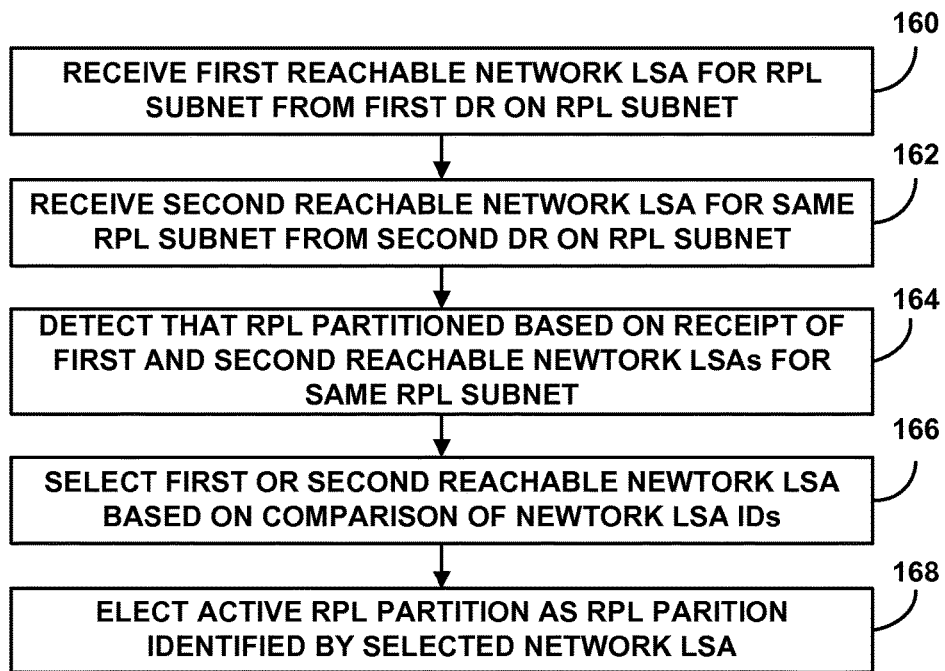 160
RECEIVE FIRST REACHABLE NETWORK LSA FOR RPL
SUBNET FROM FIRST DR ON RPL SUBNET
162
RECEIVE SECOND REACHABLE NETWORK LSA FOR SAME
RPL SUBNET FROM SECOND DR ON RPL SUBNET
164
DETECT THAT RPL PARTITIONED BASED ON RECEIPT OF
FIRST AND SECOND REACHABLE NEWTORK LSAs FOR
SAME RPL SUBNET
166
SELECT FIRST OR SECOND REACHABLE NEWTORK LSA
BASED ON COMPARISON OF NEWTORK LSA IDs
168
ELECT ACTIVE RPL PARTITION AS RPL PARITION
IDENTIFIED BY SELECTED NETWORK LSA